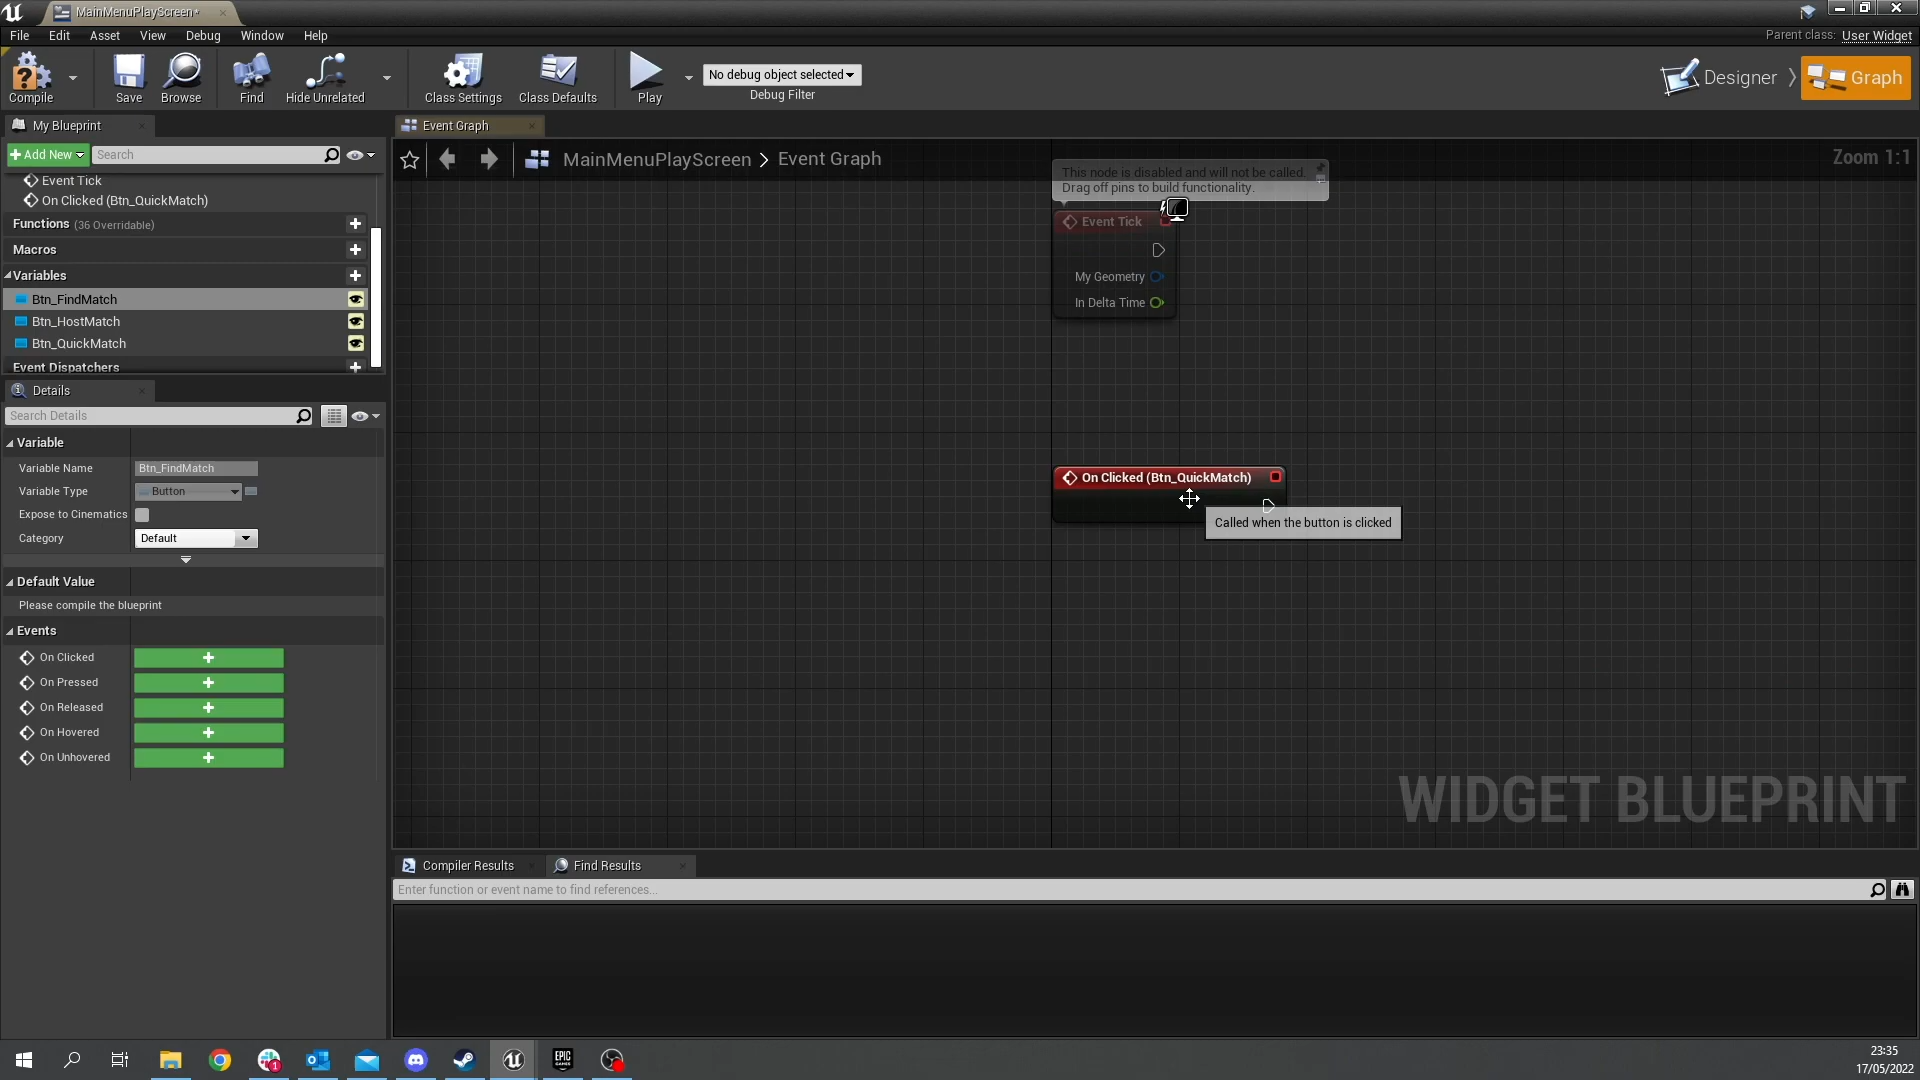 MainMenuPlayScreen*
File Edit Asset View Debug Window Help
Parent class: User Widget
Compile
Save
Browse
Find
Hide Unrelated
Class Settings
Class Defaults
Play
No debug object selected
Debug Filter
Designer
Graph
My Blueprint
Event Graph
Add New
Search
MainMenuPlayScreen > Event Graph
Zoom 1:1
Event Tick
On Clicked (Btn_QuickMatch)
Functions (36 Overridable)
Macros
Variables
Btn_FindMatch
Btn_HostMatch
Btn_QuickMatch
Event Dispatchers
This node is disabled and will not be called.
Drag off pins to build functionality.
Event Tick
My Geometry
In Delta Time
On Clicked (Btn_QuickMatch)
Called when the button is clicked
Details
Search Details
Variable
Variable Name Btn_FindMatch
Variable Type Button
Expose to Cinematics
Category Default
Default Value
Please compile the blueprint
Events
On Clicked
On Pressed
On Released
On Hovered
On Unhovered
WIDGET BLUEPRINT
Compiler Results
Find Results
Enter function or event name to find references...
1
EPIC
GAMES
23:35
17/05/2022